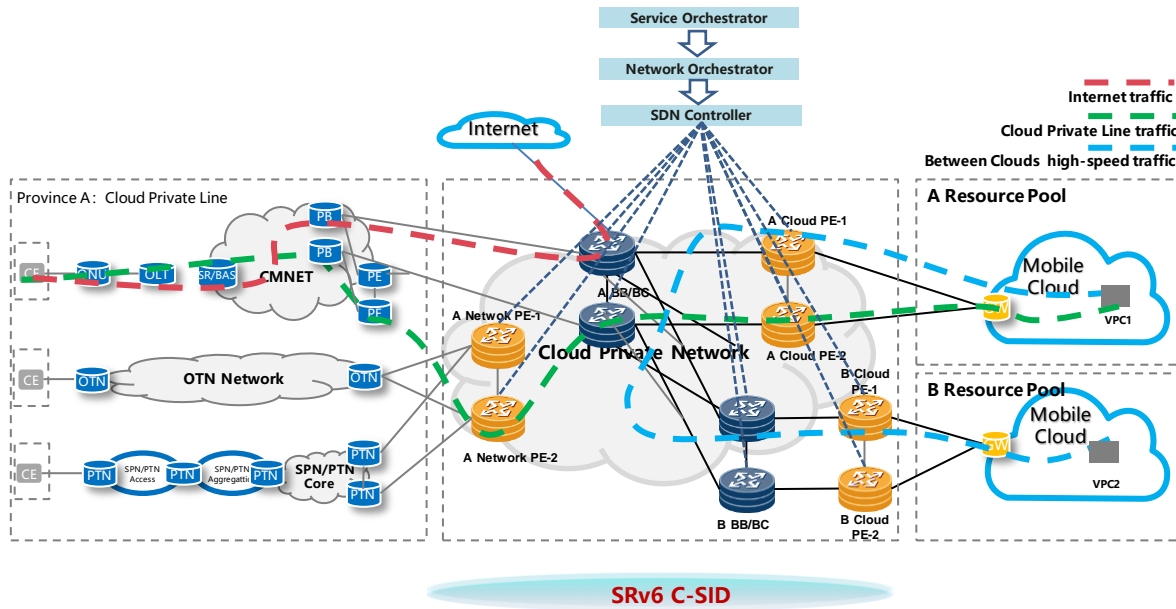 Service Orchestrator
Network Orchestrator
SDN Controller
Internet
Internet traffic
Cloud Private Line traffic
Between Clouds high-speed traffic
Province A: Cloud Private Line
CE
ONU
OLT
SR/BAS
CMNET
PB
PB
PE
PE
CE
OTN
OTN Network
OTN
CE
PTN
SPN/PTN
Access
PTN
SPN/PTN
Aggregation
PTN
SPN/PTN
Core
PTN
PTN
A Network PE-1
A Network PE-2
A BB/BC
Cloud Private Network
A Cloud PE-1
A Cloud PE-2
B Cloud
PE-1
B BB/BC
B Cloud
PE-2
A Resource Pool
Mobile
Cloud
GW
VPC1
B Resource Pool
Mobile
Cloud
GW
VPC2
SRv6 C-SID